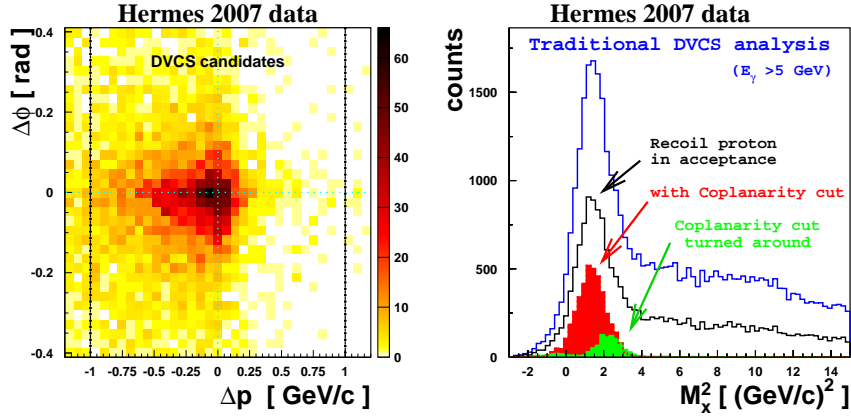 Hermes 2007 data
DVCS candidates
Δϕ [ rad ]
0.4
0.2
0
-0.2
-0.4
-1
-0.75
-0.5
-0.25
0
0.25
0.5
0.75
1
Δp [ GeV/c ]
60
50
40
30
20
10
0
Hermes 2007 data
Traditional DVCS analysis
(Eγ >5 GeV)
Recoil proton
in acceptance
with Coplanarity cut
Coplanarity cut
turned around
counts
1500
1000
500
0
-2
0
2
4
6
8
10
12
14
Mx² [ (GeV/c)² ]